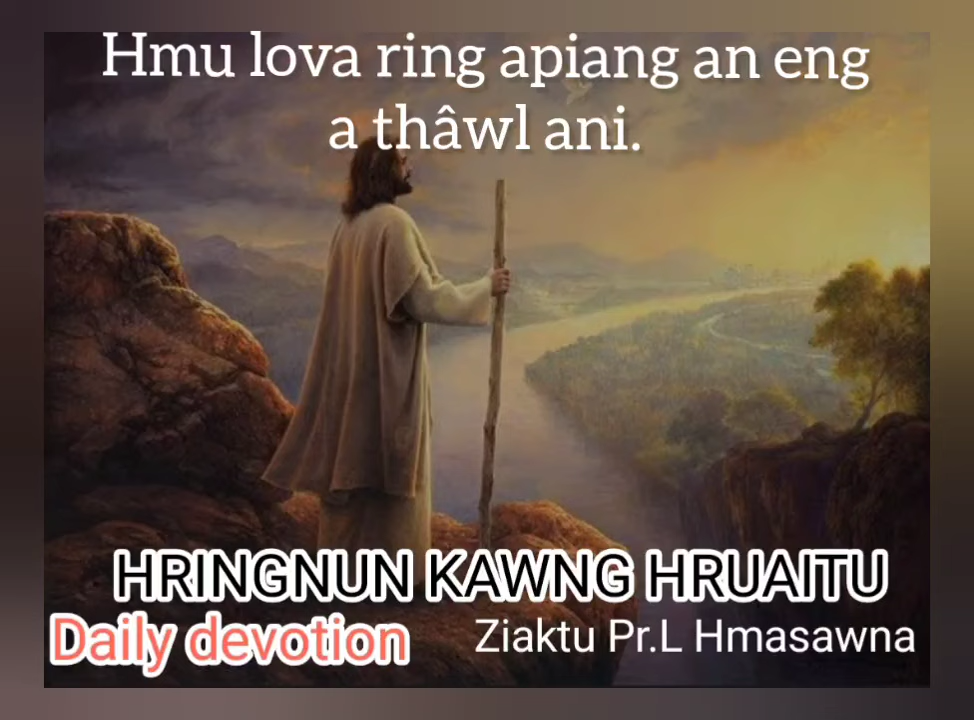 Hmu lova ring apiang an eng
a thâwl ani.
HRINGNUN KAWNG HRUAITU
Daily devotion
Ziaktu Pr.L Hmasawna